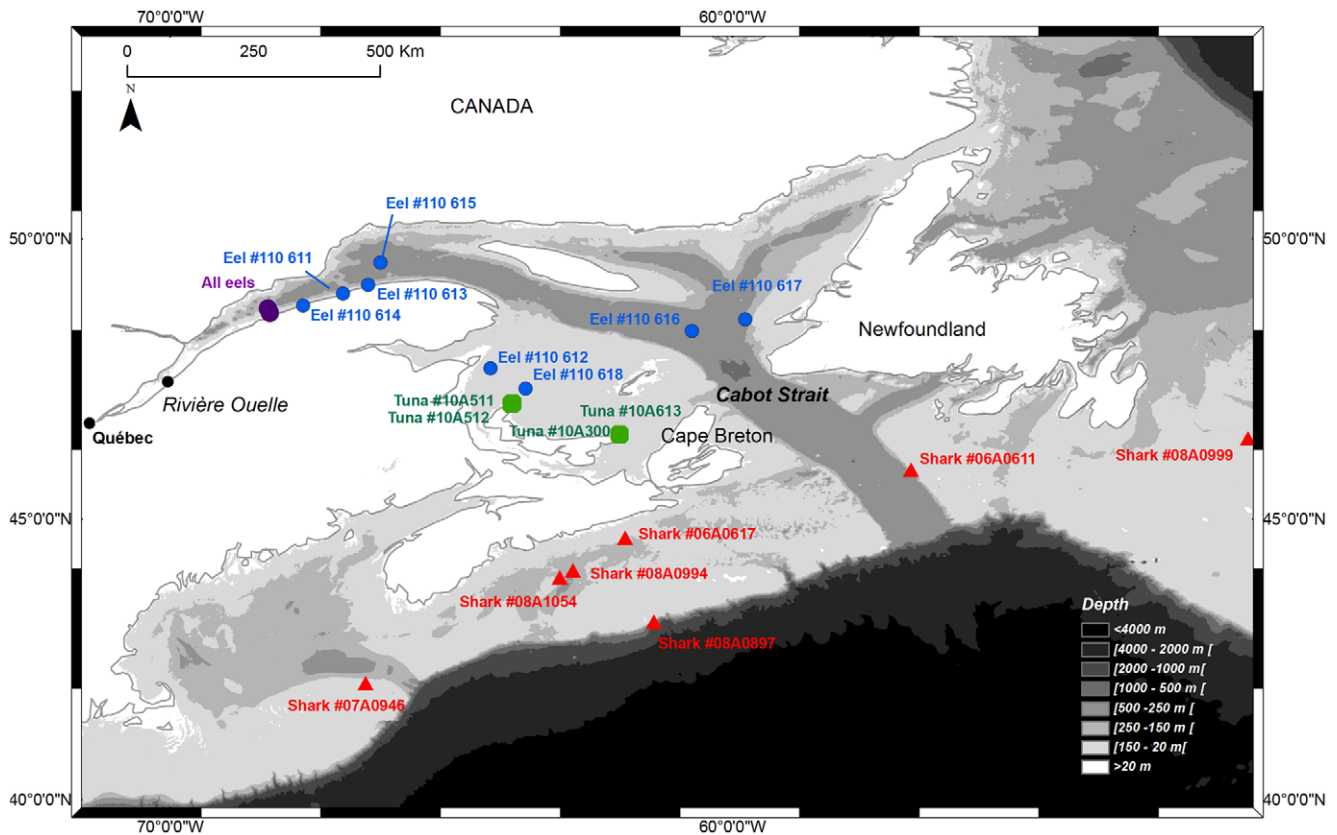 70°0'0"W 60°0'0"W
0 250 500 Km
N
CANADA
Eel #110 615
50°0'0"N 50°0'0"N
Eel #110 611
All eels
Eel #110 613
Eel #110 617
Eel #110 614
Eel #110 616
Newfoundland
Eel #110 612
Eel #110 618
Cabot Strait
Tuna #10A511
Rivière Ouelle
Tuna #10A613
Tuna #10A512
Tuna #10A300
Cape Breton
Québec
Shark #08A0999
Shark #06A0611
45°0'0"N 45°0'0"N
Shark #06A0617
Shark #08A0994
Shark #08A1054
Depth
<4000 m
Shark #08A0897
[4000 - 2000 m [
[2000 -1000 m[
[1000 - 500 m [
[500 -250 m [
Shark #07A0946
[250 -150 m [
[150 - 20 m[
>20 m
40°0'0"N 40°0'0"N
70°0'0"W 60°0'0"W